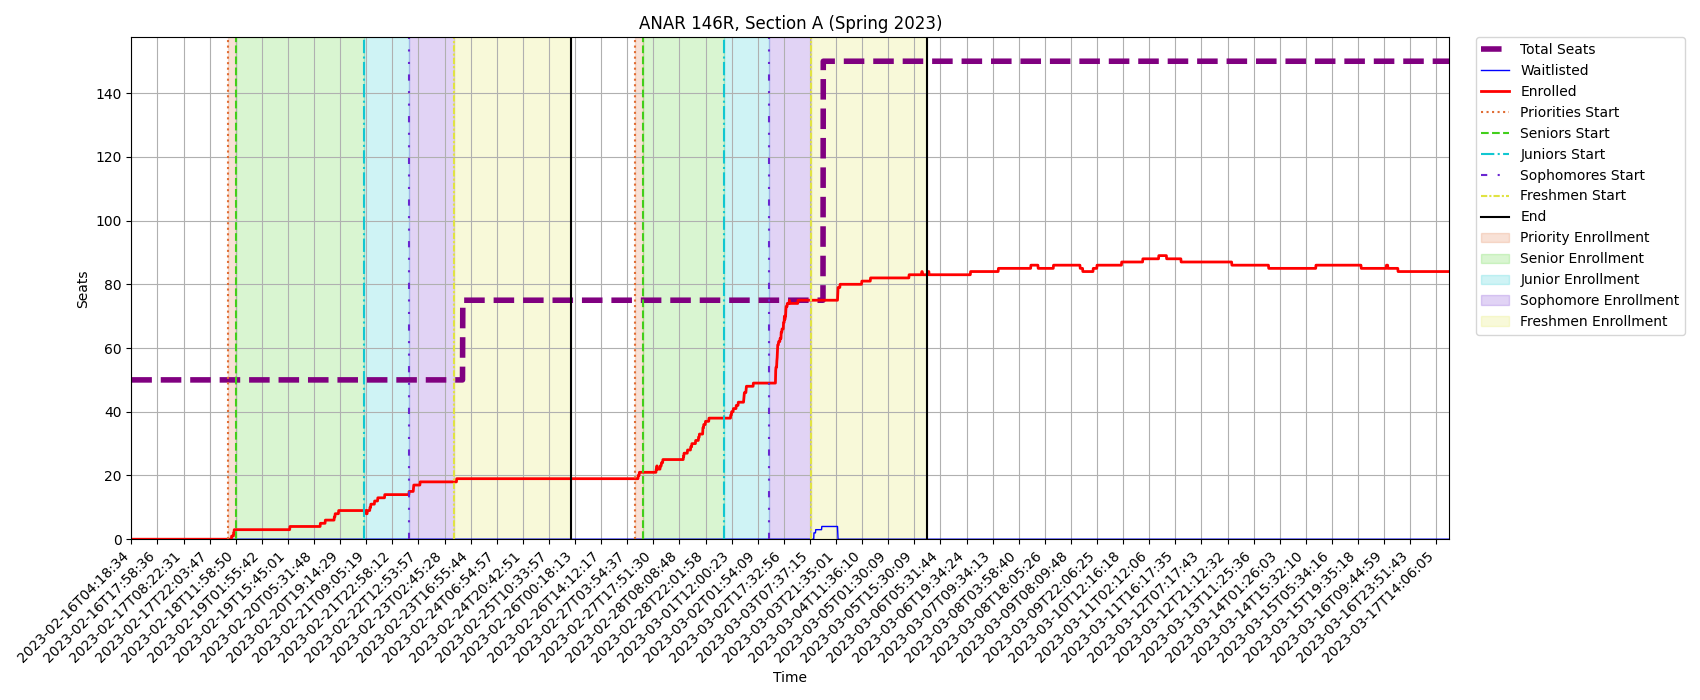 ANAR 146R, Section A (Spring 2023)
Seats
140
120
100
80
60
40
20
0
2023-02-16T04:18:34
2023-02-16T17:58:36
2023-02-17T08:22:31
2023-02-17T22:03:47
2023-02-18T11:58:50
2023-02-19T01:55:42
2023-02-19T15:45:01
2023-02-20T05:31:48
2023-02-20T19:14:29
2023-02-21T09:05:19
2023-02-21T22:58:12
2023-02-22T12:53:57
2023-02-23T02:45:28
2023-02-23T16:55:44
2023-02-24T06:54:57
2023-02-24T20:42:51
2023-02-25T10:33:57
2023-02-26T00:18:13
2023-02-26T14:12:17
2023-02-27T03:54:37
2023-02-27T17:51:30
2023-02-28T08:08:48
2023-02-28T22:01:58
2023-03-01T12:00:23
2023-03-02T01:54:09
2023-03-02T17:32:56
2023-03-03T07:37:15
2023-03-03T21:35:01
2023-03-04T11:36:10
2023-03-05T01:30:09
2023-03-05T15:30:09
2023-03-06T05:31:44
2023-03-06T19:34:24
2023-03-07T09:34:13
2023-03-08T03:58:40
2023-03-08T18:05:26
2023-03-09T08:09:48
2023-03-09T22:06:25
2023-03-10T12:16:18
2023-03-11T02:12:06
2023-03-11T16:17:35
2023-03-12T07:17:43
2023-03-12T21:12:32
2023-03-13T11:25:36
2023-03-14T01:26:03
2023-03-14T15:32:10
2023-03-15T05:34:16
2023-03-15T19:35:18
2023-03-16T09:44:59
2023-03-16T23:51:43
2023-03-17T14:06:05
Time
Total Seats
Waitlisted
Enrolled
Priorities Start
Seniors Start
Juniors Start
Sophomores Start
Freshmen Start
End
Priority Enrollment
Senior Enrollment
Junior Enrollment
Sophomore Enrollment
Freshmen Enrollment